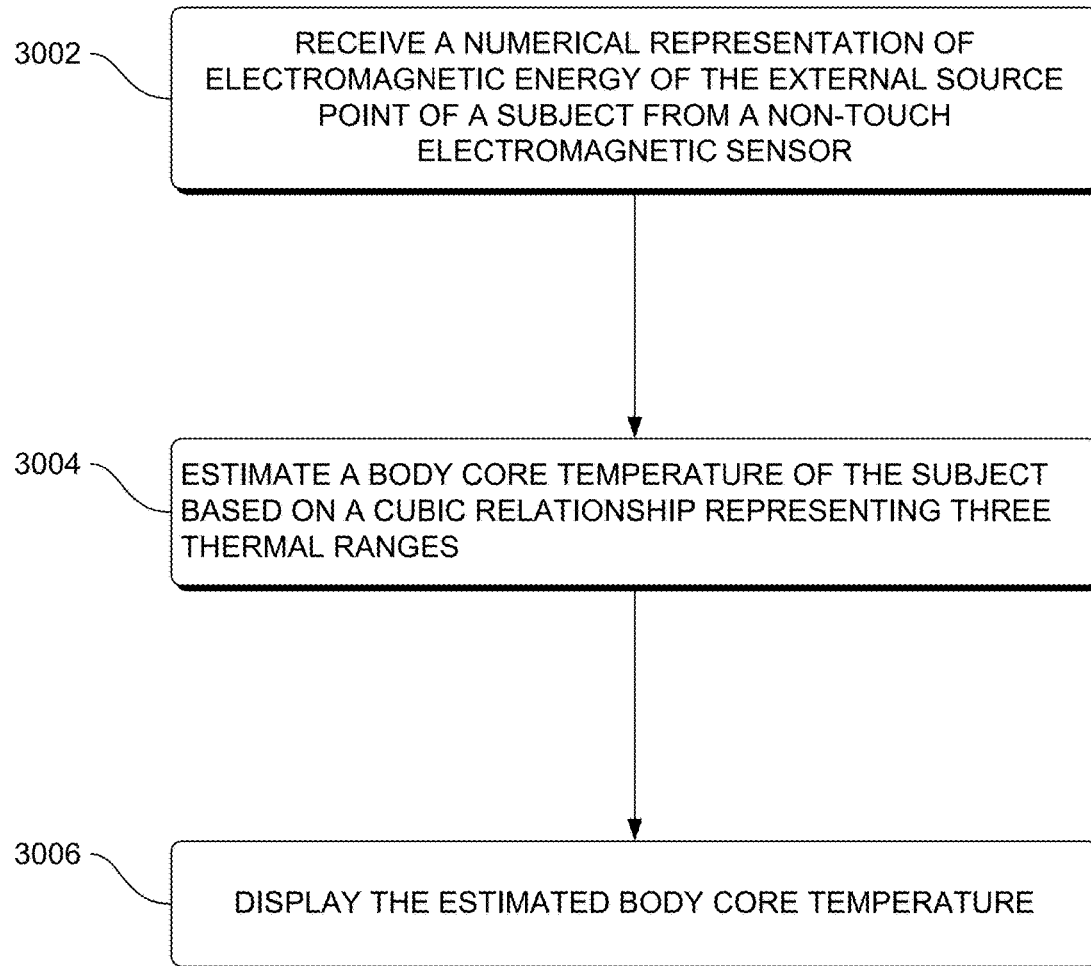 3002
RECEIVE A NUMERICAL REPRESENTATION OF
ELECTROMAGNETIC ENERGY OF THE EXTERNAL SOURCE
POINT OF A SUBJECT FROM A NON-TOUCH
ELECTROMAGNETIC SENSOR
3004
ESTIMATE A BODY CORE TEMPERATURE OF THE SUBJECT
BASED ON A CUBIC RELATIONSHIP REPRESENTING THREE
THERMAL RANGES
3006
DISPLAY THE ESTIMATED BODY CORE TEMPERATURE